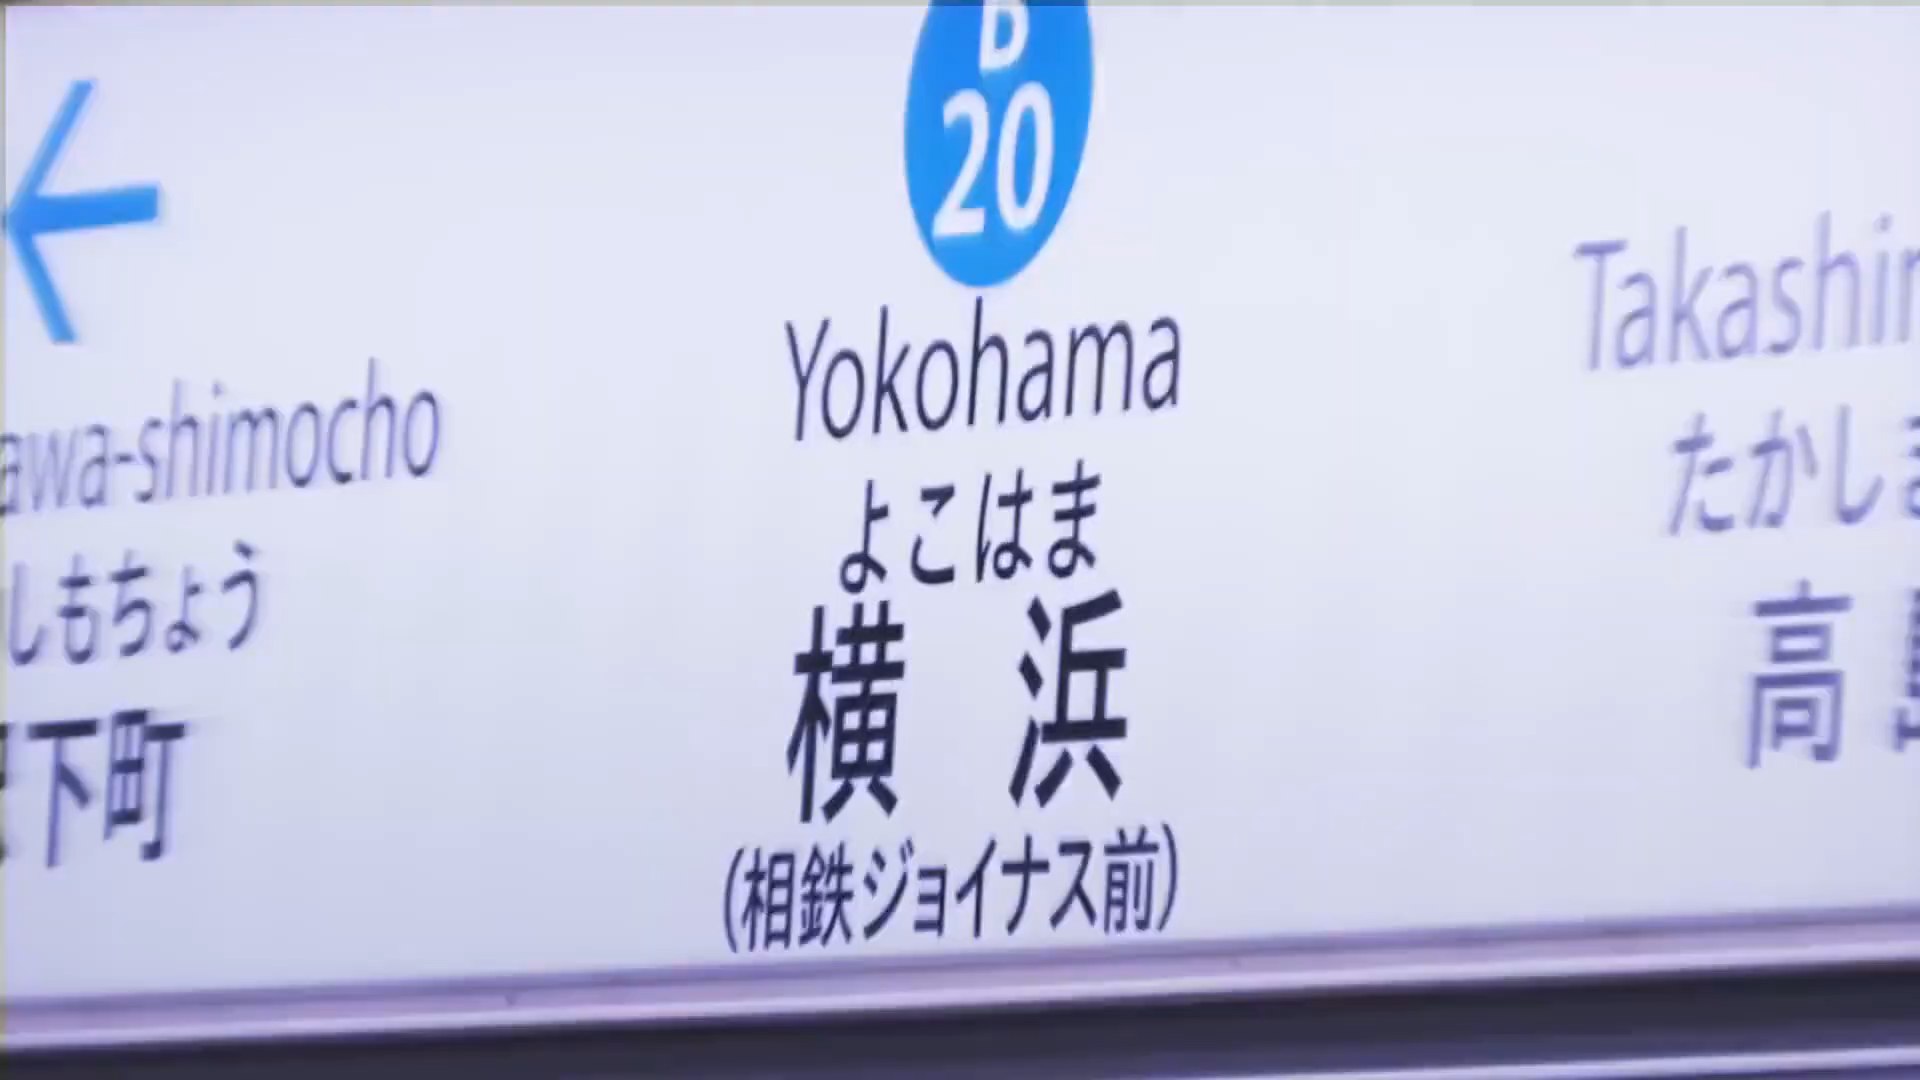 B
20
Yokohama
よこはま
横浜
(相鉄ジョイナス前)
awa-shimocho
しもちょう
下町
Takashi
たかし
高